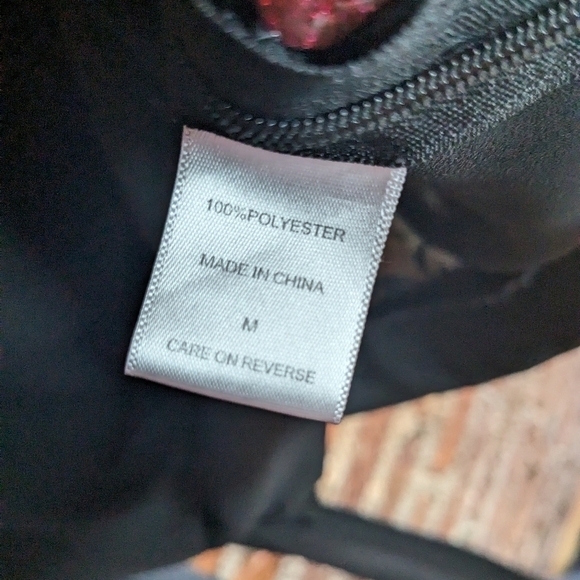 100%POLYESTER
MADE IN CHINA
M
CARE ON REVERSE